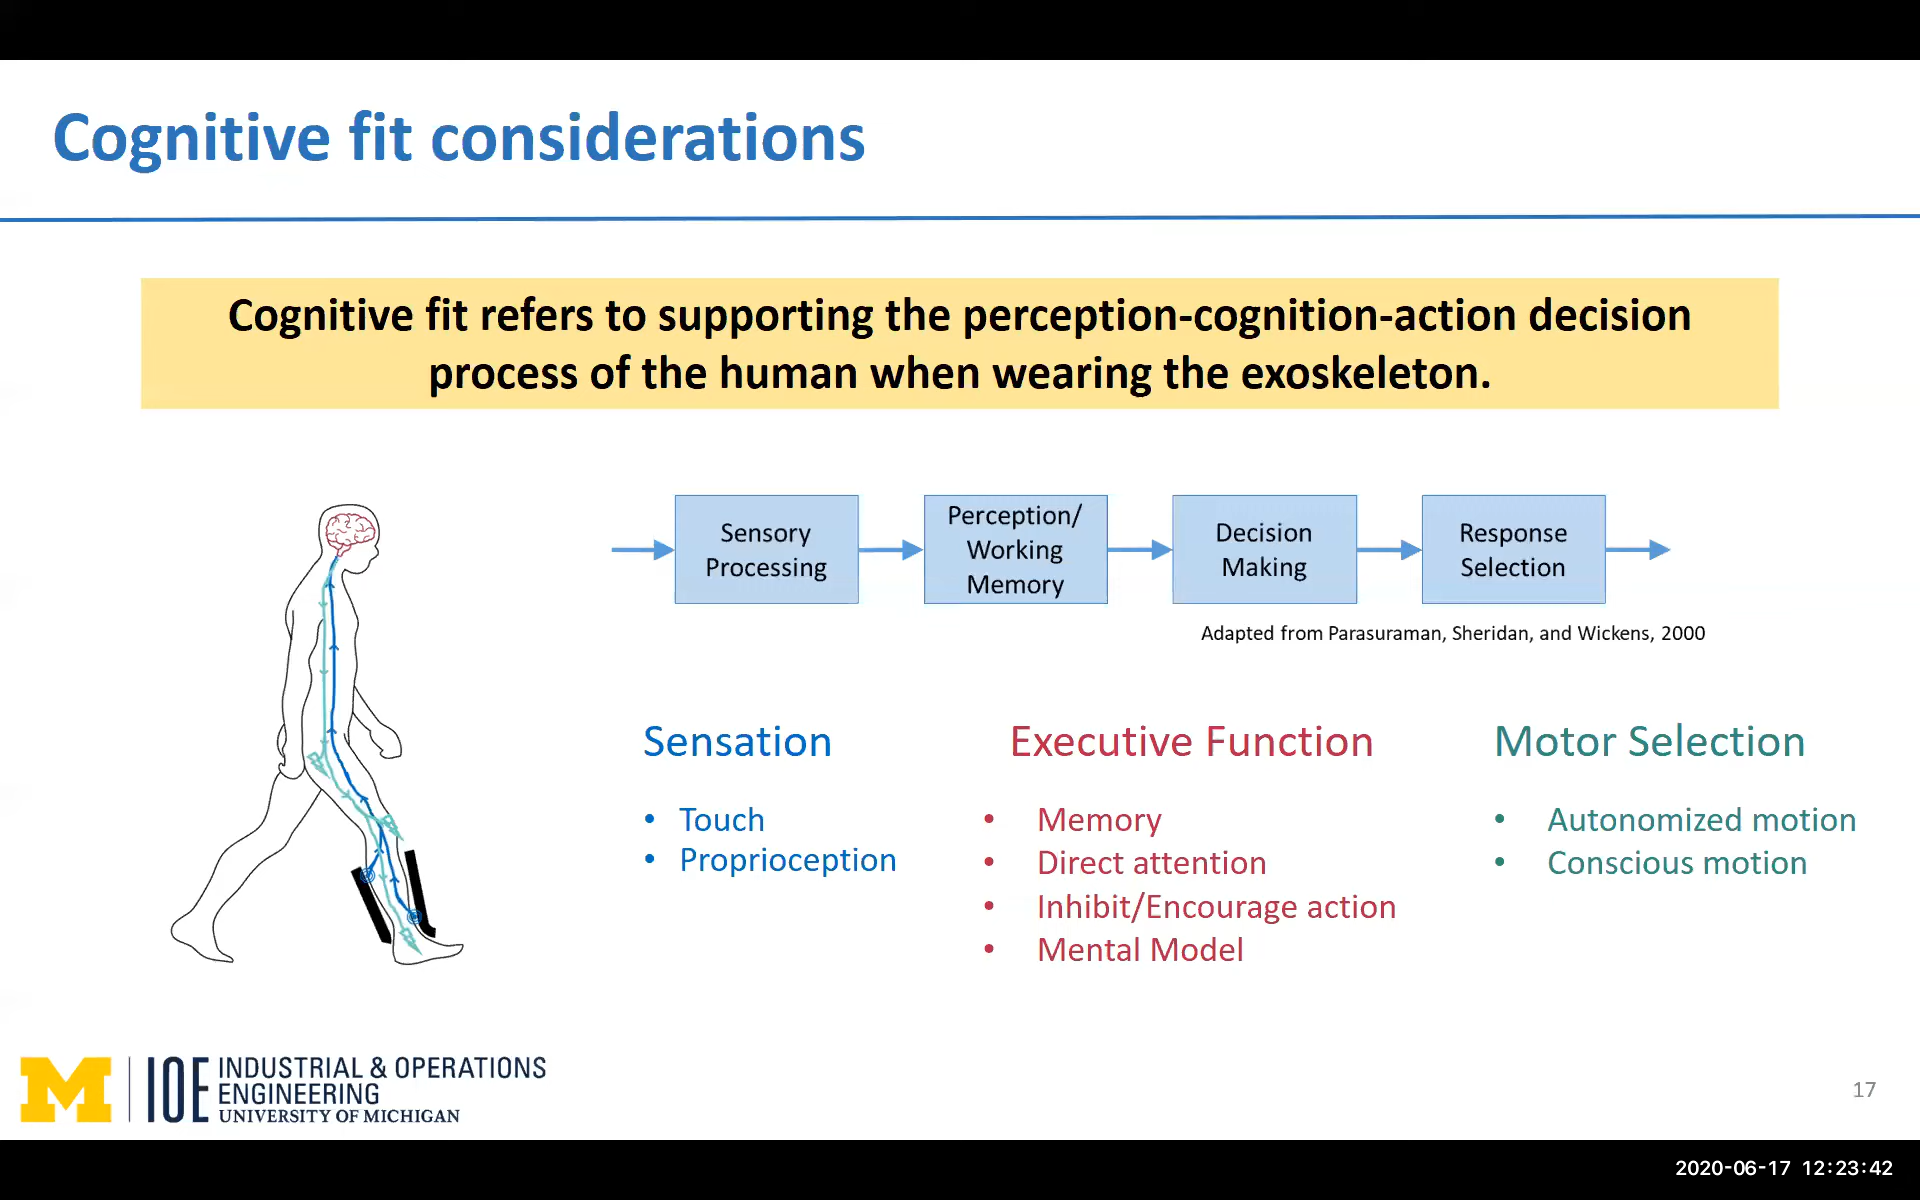 Cognitive fit considerations
Cognitive fit refers to supporting the perception-cognition-action decision
process of the human when wearing the exoskeleton.
Sensory
Processing
Perception/
Working
Memory
Decision
Making
Response
Selection
Adapted from Parasuraman, Sheridan, and Wickens, 2000
Sensation
• Touch
• Proprioception
Executive Function
• Memory
• Direct attention
• Inhibit/Encourage action
• Mental Model
Motor Selection
• Autonomized motion
• Conscious motion
M
IOE
INDUSTRIAL & OPERATIONS
ENGINEERING
UNIVERSITY OF MICHIGAN
17
2020-06-17 12:23:42